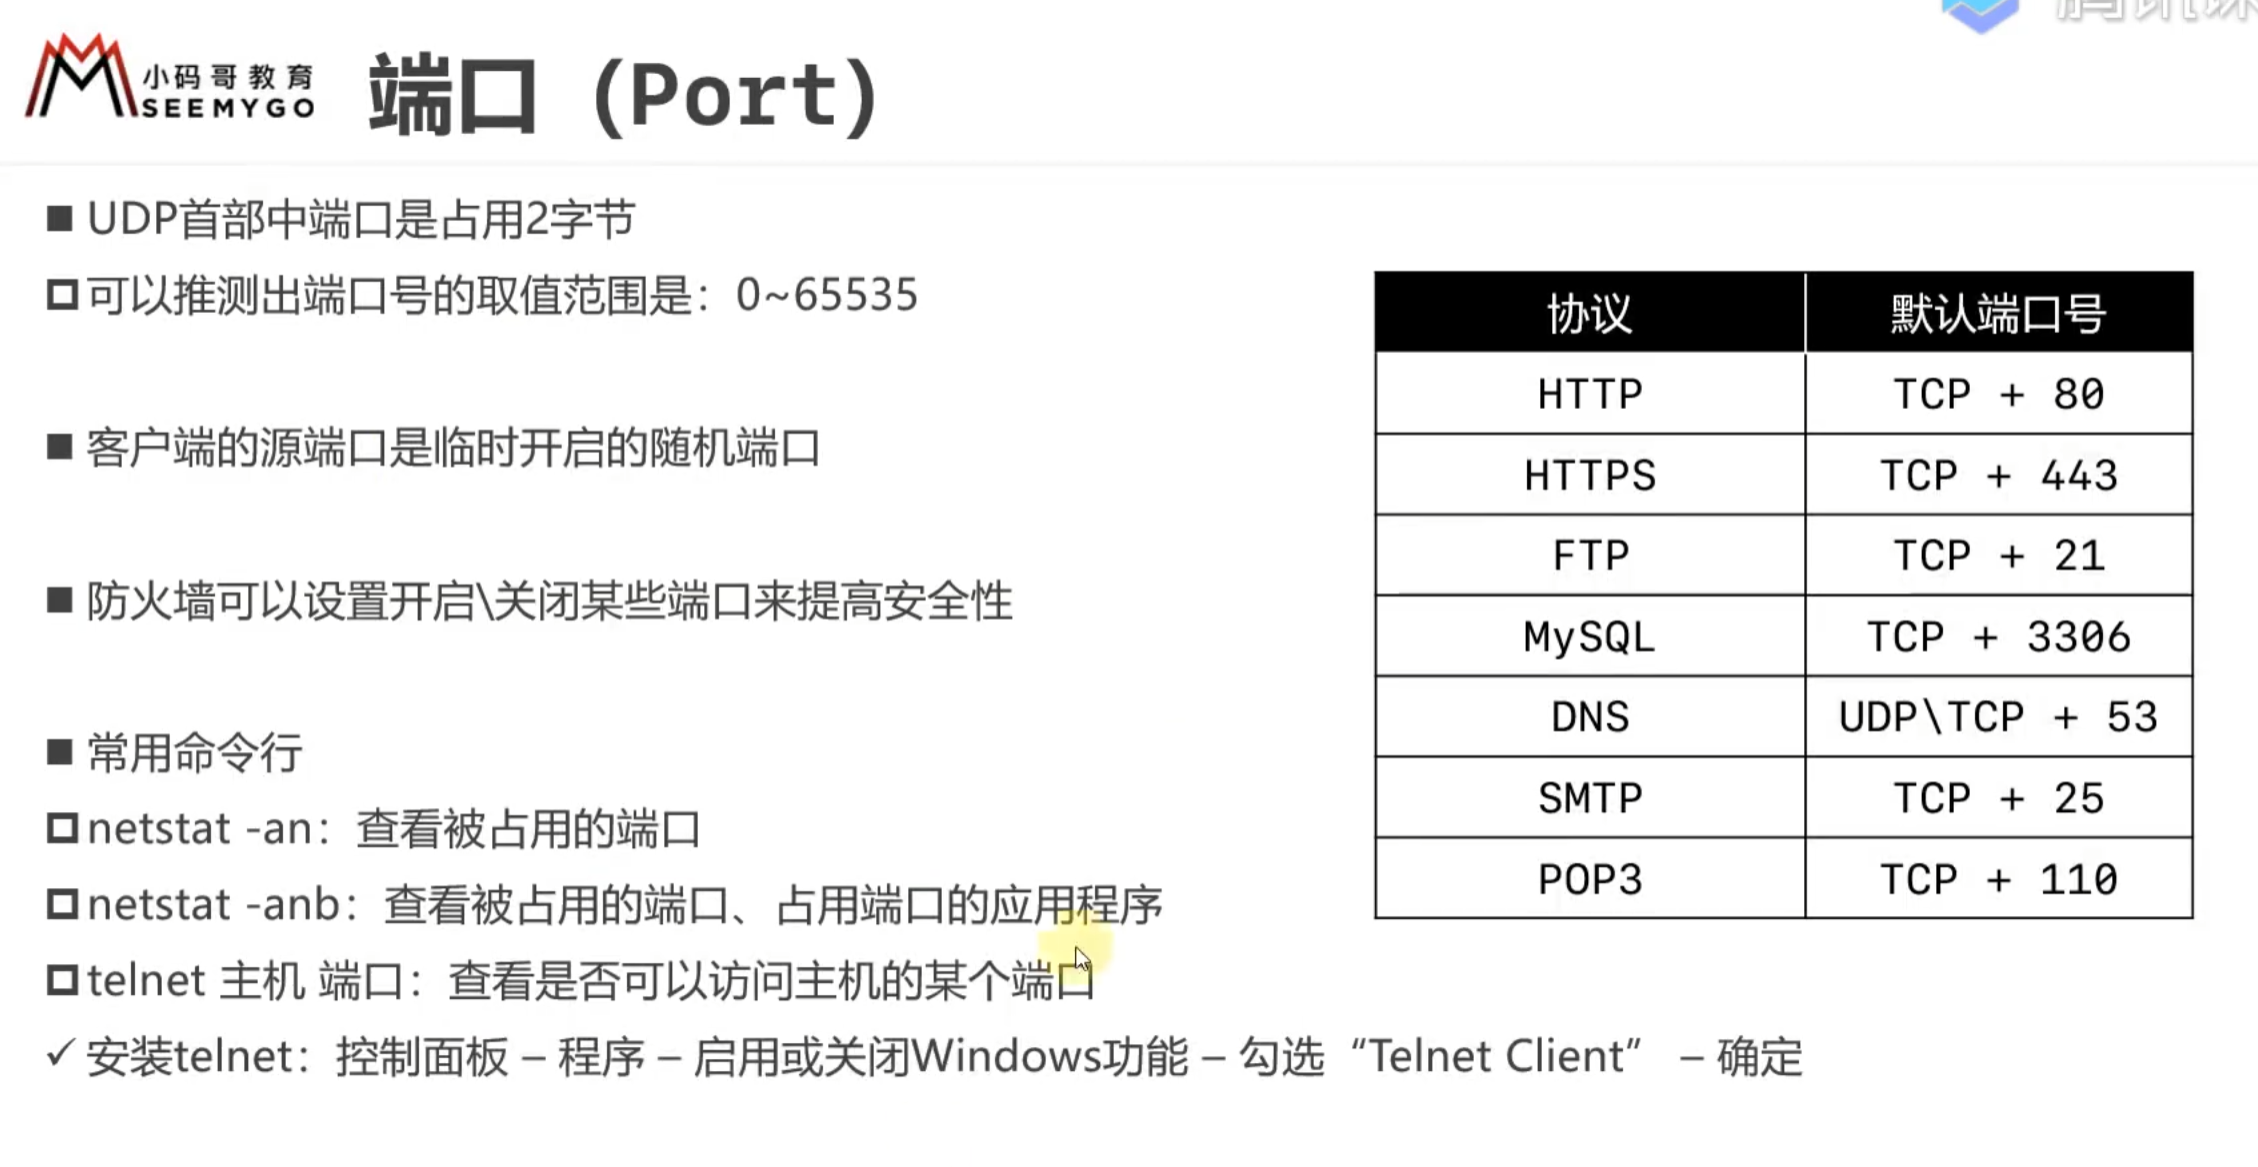 小码哥教育
SEEMYGO
端口（Port）
■ UDP首部中端口是占用2字节
可以推测出端口号的取值范围是：0~65535
■ 客户端的源端口是临时开启的随机端口
■ 防火墙可以设置开启\关闭某些端口来提高安全性
■ 常用命令行
netstat -an：查看被占用的端口
netstat -anb：查看被占用的端口、占用端口的应用程序
telnet 主机 端口：查看是否可以访问主机的某个端口
✓ 安装telnet：控制面板 – 程序 – 启用或关闭Windows功能 – 勾选“Telnet Client” – 确定
协议 默认端口号
HTTP TCP + 80
HTTPS TCP + 443
FTP TCP + 21
MySQL TCP + 3306
DNS UDP\TCP + 53
SMTP TCP + 25
POP3 TCP + 110